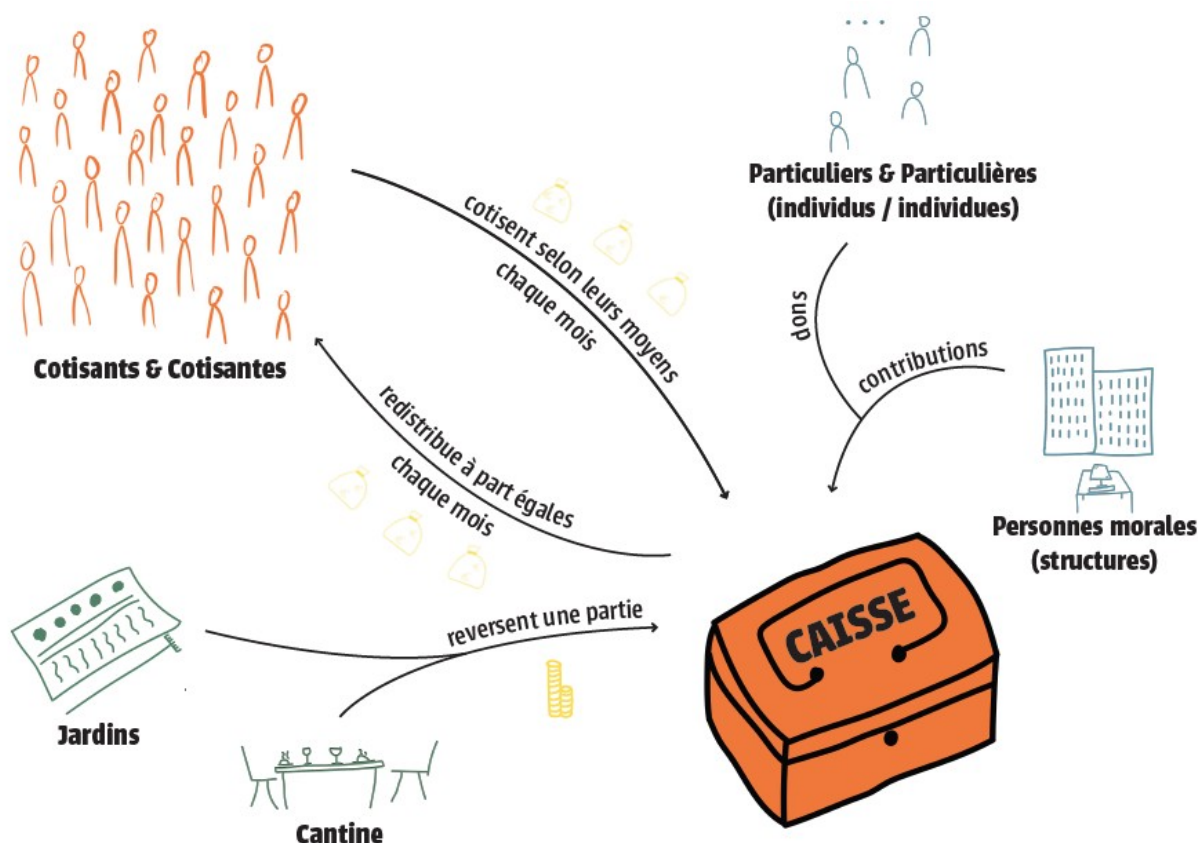 • • •
Particuliers & Particulières
(individus / individues)
cotisent selon leurs moyens
chaque mois
Cotisants & Cotisantes
dons
contributions
redistribue à part égales
chaque mois
Personnes morales
(structures)
reversent une partie
CAISSE
Jardins
Cantine